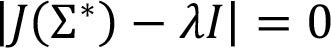 |𝐽(Σ*) − 𝜆𝐼| = 0